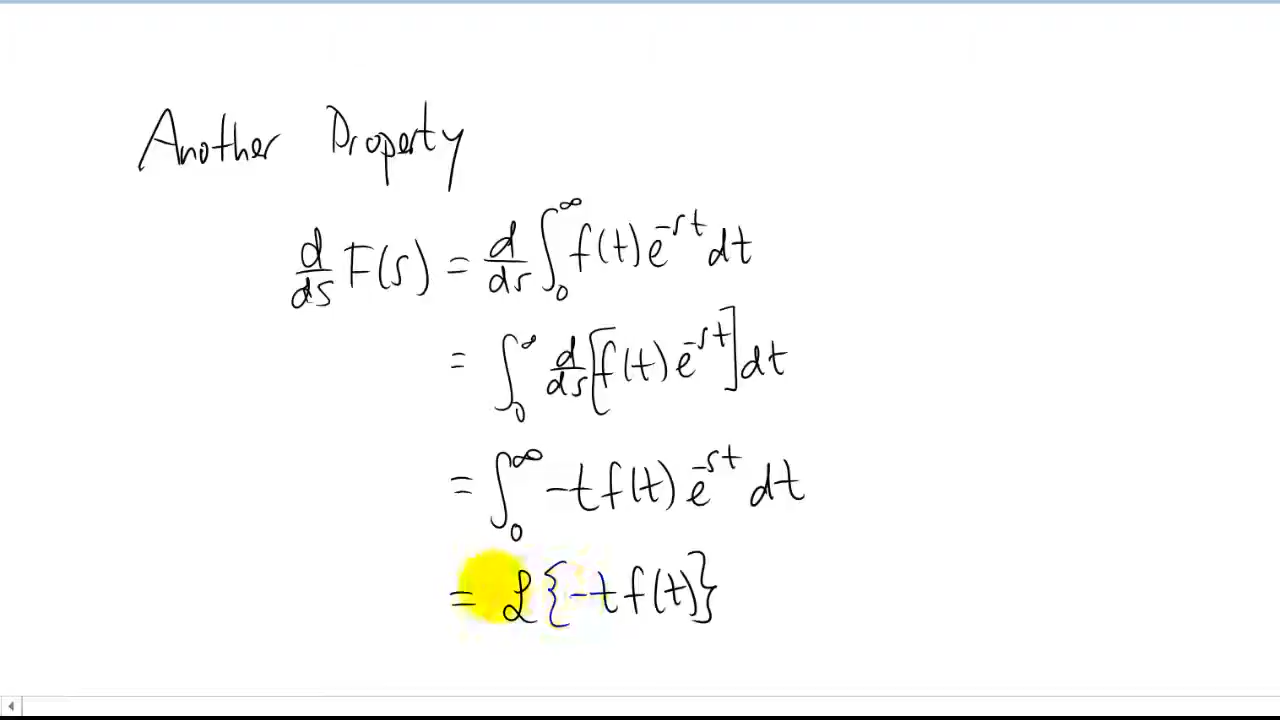 Another Property
d/ds F(s) = d/ds ∫₀^∞ f(t) e^{-st} dt
= ∫₀^∞ d/ds [f(t) e^{-st}] dt
= ∫₀^∞ -t f(t) e^{-st} dt
= ℒ{-t f(t)}